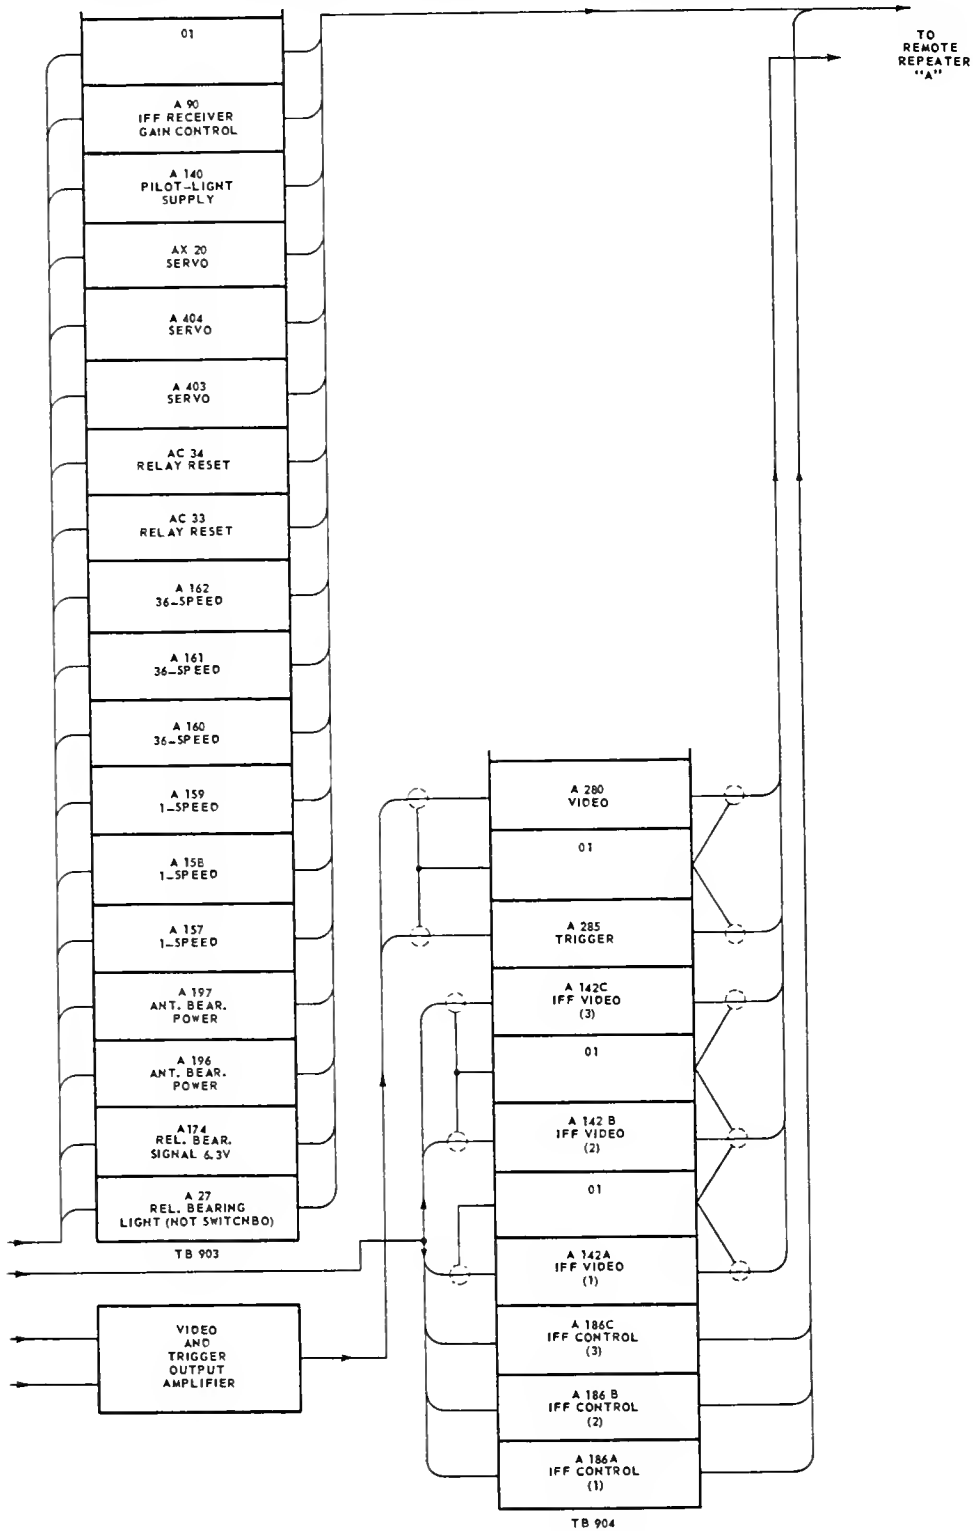 01
A 90
IFF RECEIVER
GAIN CONTROL
A 140
PILOT-LIGHT
SUPPLY
AX 20
SERVO
A 404
SERVO
A 403
SERVO
AC 34
RELAY RESET
AC 33
RELAY RESET
A 162
36-SPEED
A 161
36-SPEED
A 160
36-SPEED
A 159
1-SPEED
A 158
1-SPEED
A 157
1-SPEED
A 197
ANT. BEAR.
POWER
A 196
ANT. BEAR.
POWER
A174
REL. BEAR.
SIGNAL 6.3V
A 27
REL. BEARING
LIGHT (NOT SWITCNBO)
TB 903
VIDEO
AND
TRIGGER
OUTPUT
AMPLIFIER
TO
REMOTE
REPEATER
"A"
A 280
VIDEO
01
A 285
TRIGGER
A 142C
IFF VIDEO
(3)
01
A 142 B
IFF VIDEO
(2)
01
A 142A
IFF VIDEO
(1)
A 186C
IFF CONTROL
(3)
A 186 B
IFF CONTROL
(2)
A 186A
IFF CONTROL
(1)
TB 904